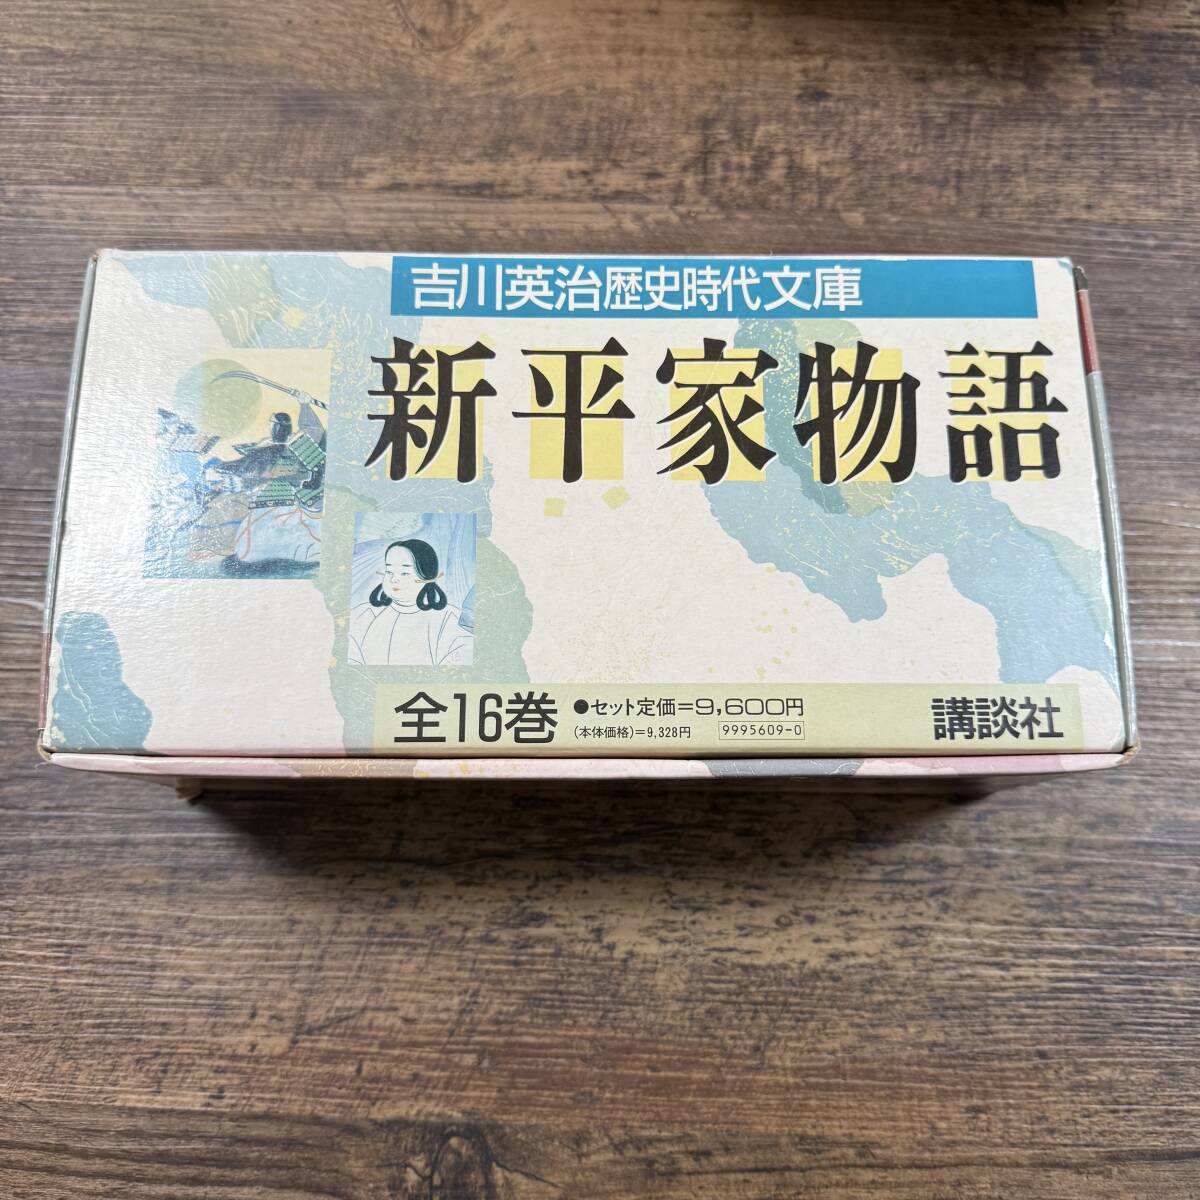 吉川英治歴史時代文庫
新平家物語
全16巻 ●セット定価=9,600円
(本体価格)=9,328円 9995609-0
講談社